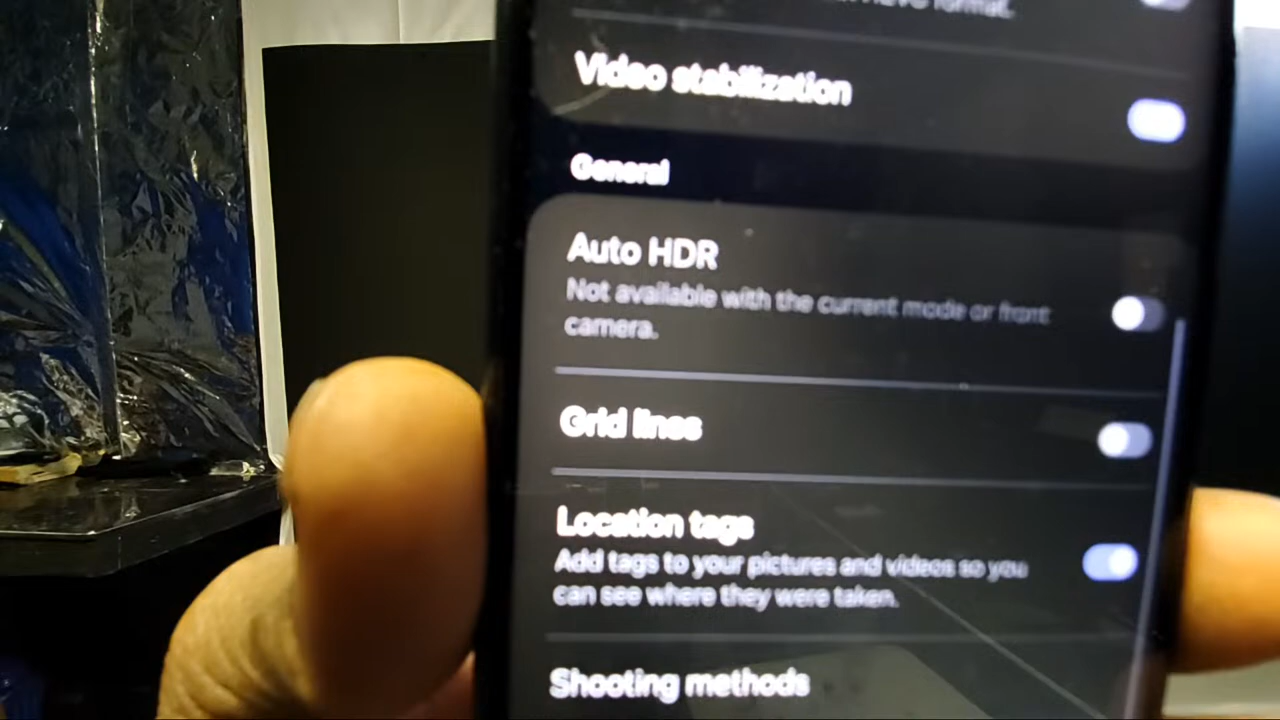 format.
Video stabilization
General
Auto HDR
Not available with the current mode or front
camera.
Grid lines
Location tags
Add tags to your pictures and videos so you
can see where they were taken.
Shooting methods